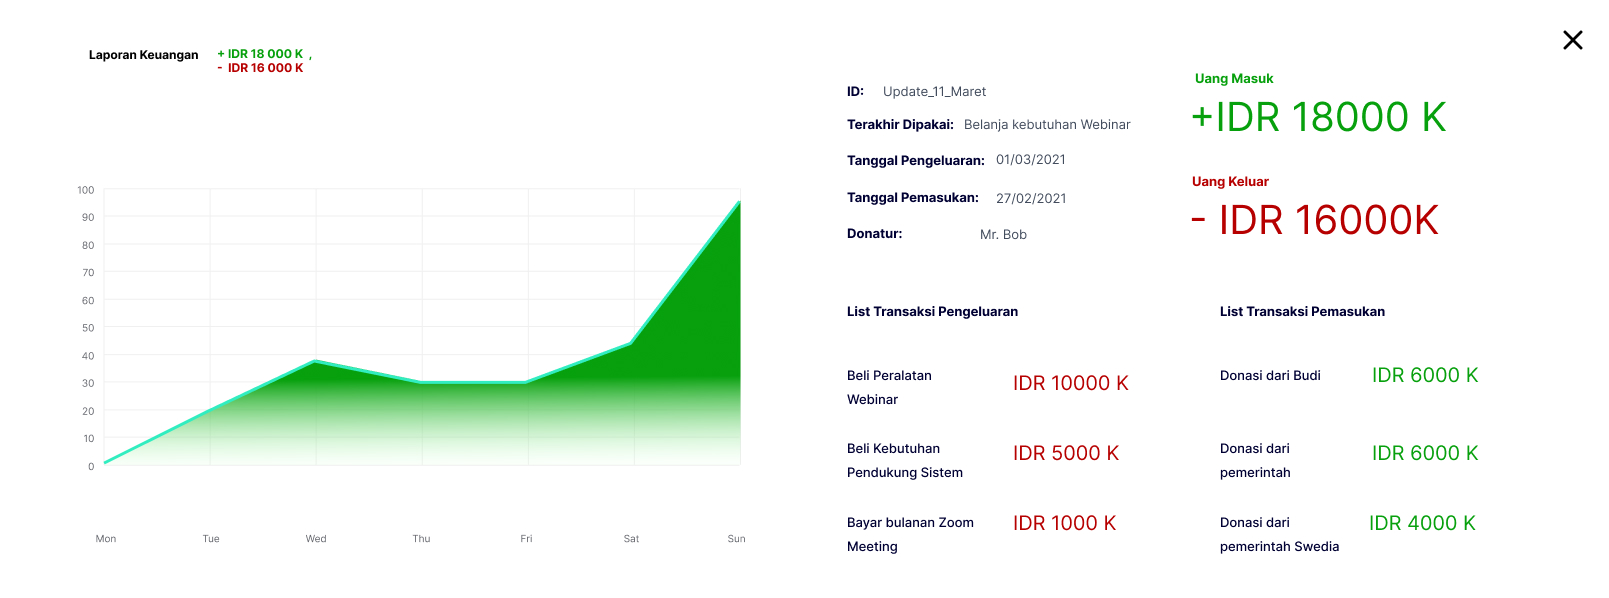 Laporan Keuangan
+ IDR 18 000 K ,
- IDR 16 000 K
100
90
80
70
60
50
40
30
20
10
0
Mon Tue Wed Thu Fri Sat Sun
ID: Update_11_Maret
Terakhir Dipakai: Belanja kebutuhan Webinar
Tanggal Pengeluaran: 01/03/2021
Tanggal Pemasukan: 27/02/2021
Donatur: Mr. Bob
Uang Masuk
+IDR 18000 K
Uang Keluar
- IDR 16000K
List Transaksi Pengeluaran
Beli Peralatan
Webinar
IDR 10000 K
Beli Kebutuhan
Pendukung Sistem
IDR 5000 K
Bayar bulanan Zoom
Meeting
IDR 1000 K
List Transaksi Pemasukan
Donasi dari Budi
IDR 6000 K
Donasi dari
pemerintah
IDR 6000 K
Donasi dari
pemerintah Swedia
IDR 4000 K